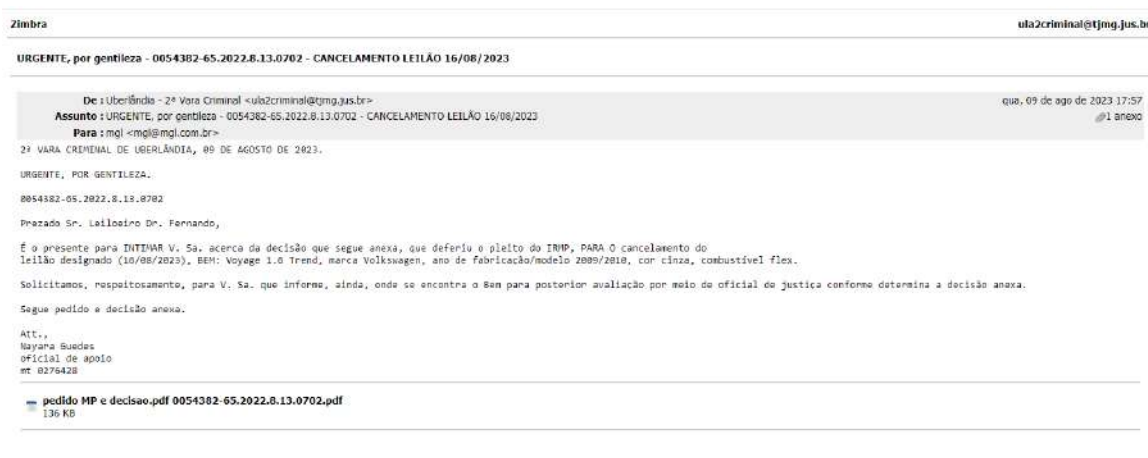 Zimbra
ula2criminal@tjmg.jus.br
URGENTE, por gentileza - 0054382-65.2022.8.13.0702 - CANCELAMENTO LEILÃO 16/08/2023
De : Uberlândia - 2ª Vara Criminal <ula2criminal@tjmg.jus.br>
qua, 09 de ago de 2023 17:57
Assunto : URGENTE, por gentileza - 0054382-65.2022.8.13.0702 - CANCELAMENTO LEILÃO 16/08/2023
1 anexo
Para : mgl <mgl@mgl.com.br>
2ª VARA CRIMINAL DE UBERLÂNDIA, 09 DE AGOSTO DE 2023.
URGENTE, POR GENTILEZA.
0054382-65.2022.8.13.0702
Prezado Sr. Leiloeiro Dr. Fernando,
É o presente para INTIMAR V. Sa. acerca da decisão que segue anexa, que deferiu o pleito do IRMP, PARA O cancelamento do
leilão designado (16/08/2023), BEM: Voyage 1.6 Trend, marca Volkswagen, ano de fabricação/modelo 2009/2010, cor cinza, combustível flex.
Solicitamos, respeitosamente, para V. Sa. que informe, ainda, onde se encontra o Bem para posterior avaliação por meio de oficial de justiça conforme determina a decisão anexa.
Segue pedido e decisão anexa.
Att.,
Nayara Guedes
oficial de apoio
mt 0276428
pedido MP e decisao.pdf 0054382-65.2022.8.13.0702.pdf
136 KB